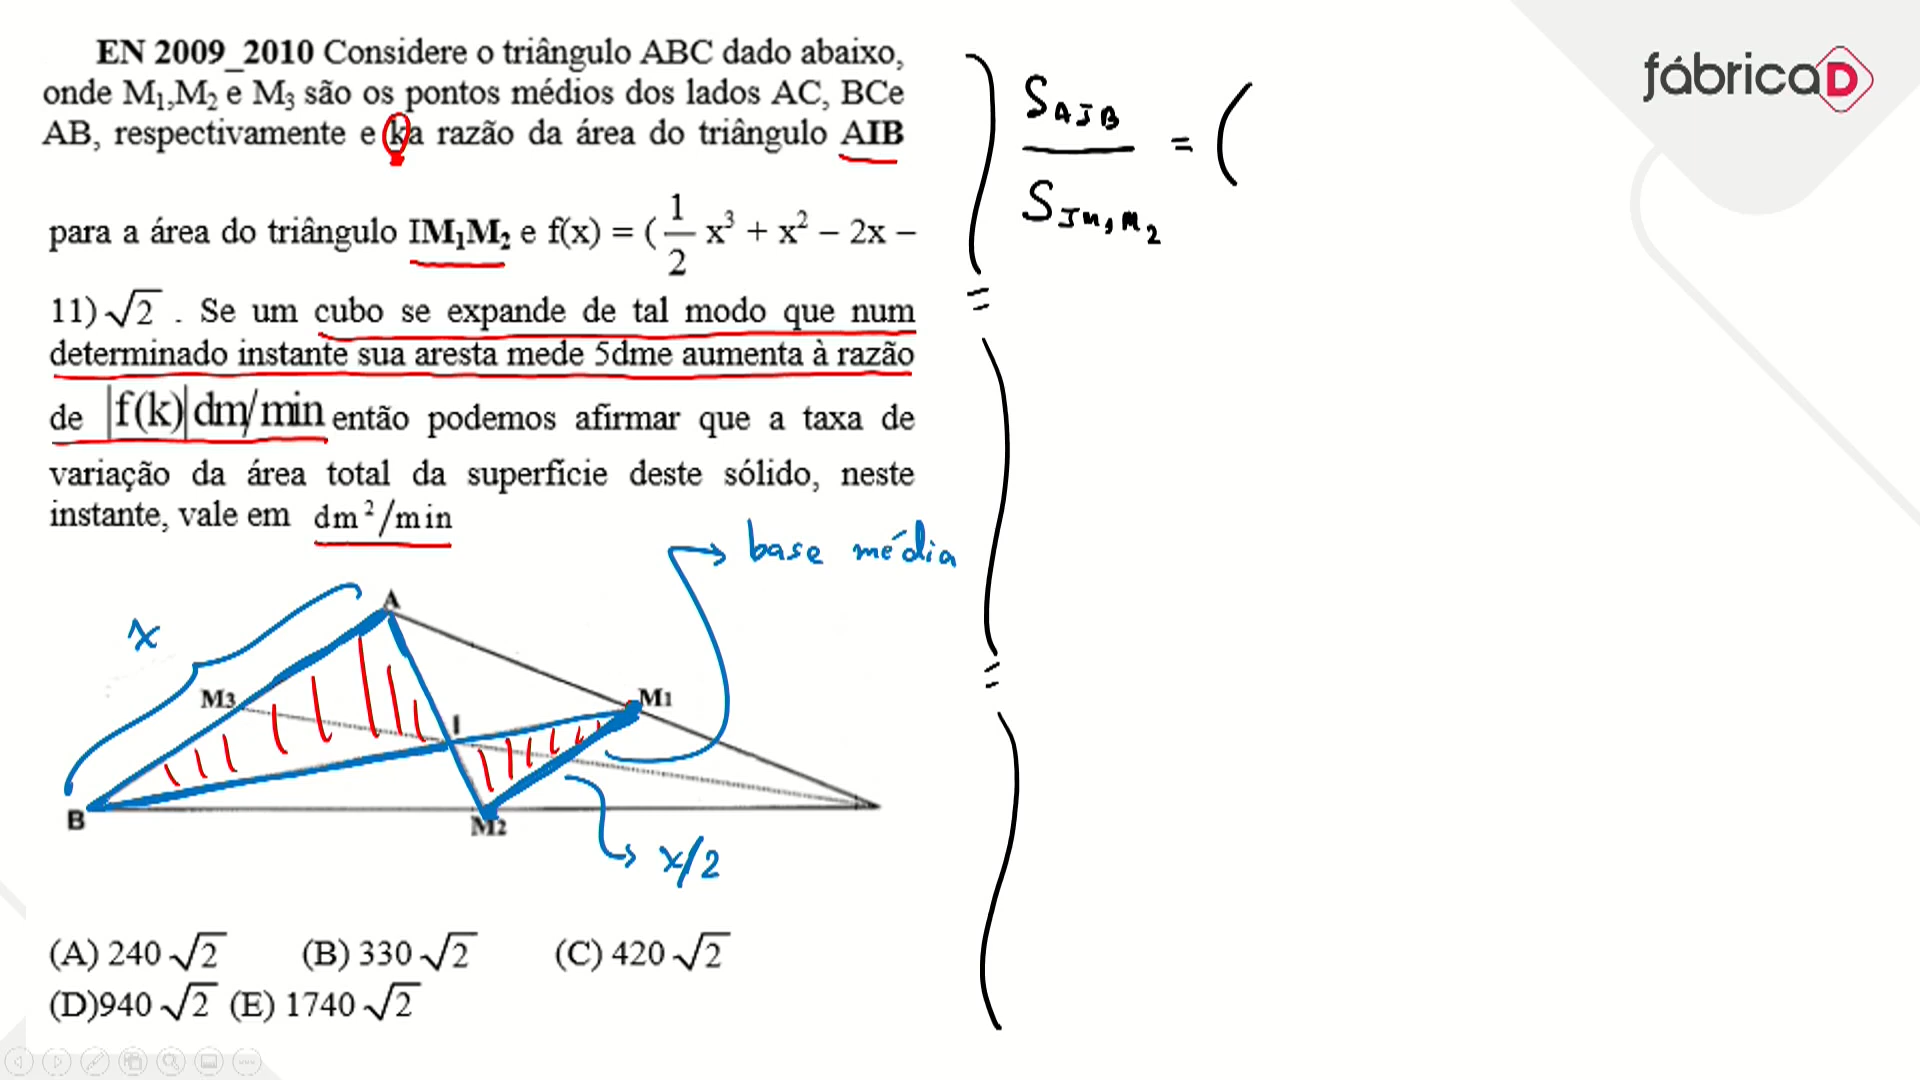 EN 2009_2010 Considere o triângulo ABC dado abaixo,
onde M₁,M₂ e M₃ são os pontos médios dos lados AC, BCe
AB, respectivamente e ka razão da área do triângulo AIB
para a área do triângulo IM₁M₂ e f(x) = ( 1/2 x³ + x² − 2x −
11)√2 . Se um cubo se expande de tal modo que num
determinado instante sua aresta mede 5dme aumenta à razão
de |f(k)| dm/min então podemos afirmar que a taxa de
variação da área total da superfície deste sólido, neste
instante, vale em dm²/min
base média
x
A
M3
I
M1
B
M2
x/2
(A) 240√2 (B) 330√2 (C) 420√2
(D)940√2 (E) 1740√2
S AIB / S IM₁M₂ = (
=
=
fábricaD